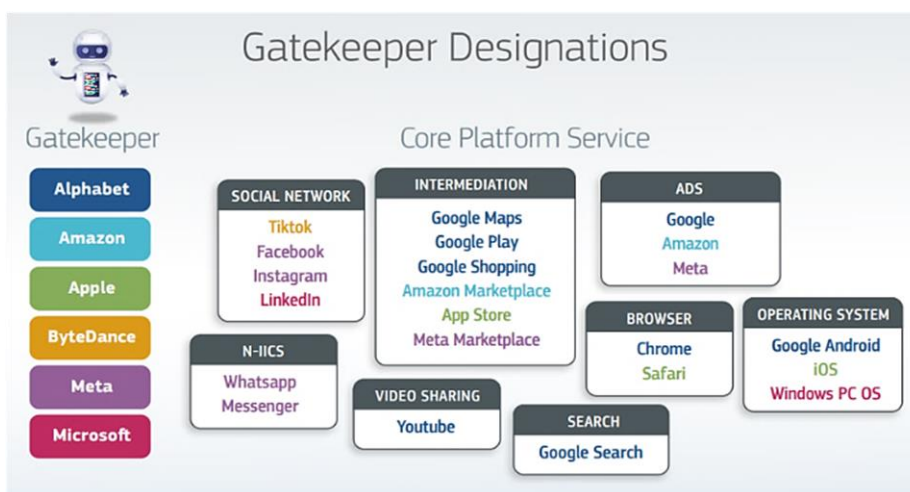 Gatekeeper Designations
Gatekeeper
Alphabet
Amazon
Apple
ByteDance
Meta
Microsoft
Core Platform Service
SOCIAL NETWORK
Tiktok
Facebook
Instagram
LinkedIn
INTERMEDIATION
Google Maps
Google Play
Google Shopping
Amazon Marketplace
App Store
Meta Marketplace
ADS
Google
Amazon
Meta
N-IICS
Whatsapp
Messenger
VIDEO SHARING
Youtube
BROWSER
Chrome
Safari
OPERATING SYSTEM
Google Android
iOS
Windows PC OS
SEARCH
Google Search